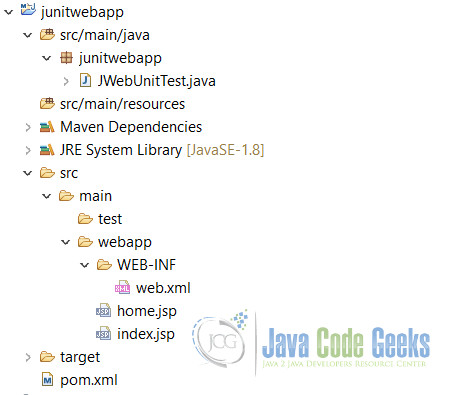 junitwebapp
src/main/java
junitwebapp
JWebUnitTest.java
src/main/resources
Maven Dependencies
JRE System Library [JavaSE-1.8]
src
main
test
webapp
WEB-INF
web.xml
home.jsp
index.jsp
target
pom.xml
JCG
Java Code Geeks
JAVA 2 JAVA DEVELOPERS RESOURCE CENTER